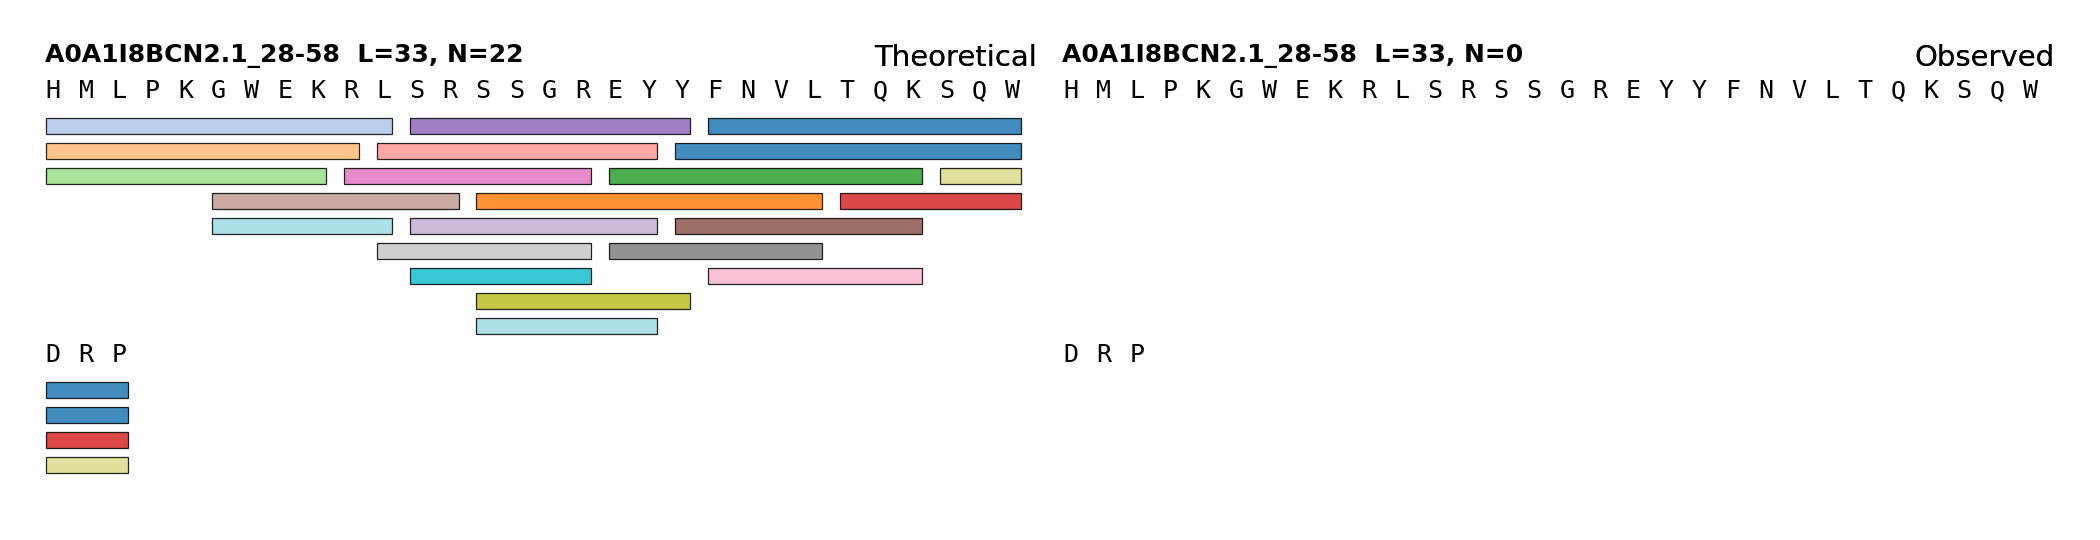 A0A1I8BCN2.1_28-58 L=33, N=22 Theoretical
H M L P K G W E K R L S R S S G R E Y Y F N V L T Q K S Q W
D R P
A0A1I8BCN2.1_28-58 L=33, N=0 Observed
H M L P K G W E K R L S R S S G R E Y Y F N V L T Q K S Q W
D R P